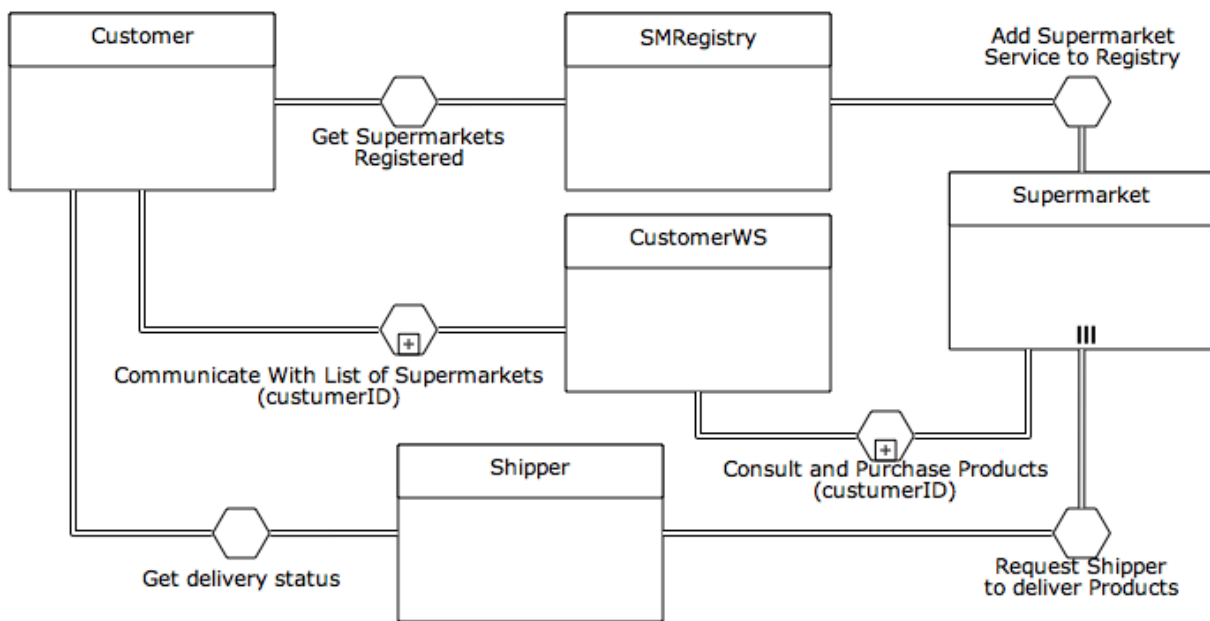 Customer
SMRegistry
Add Supermarket
Service to Registry
Get Supermarkets
Registered
Supermarket
CustomerWS
Communicate With List of Supermarkets
(custumerID)
Shipper
Consult and Purchase Products
(custumerID)
Get delivery status
Request Shipper
to deliver Products